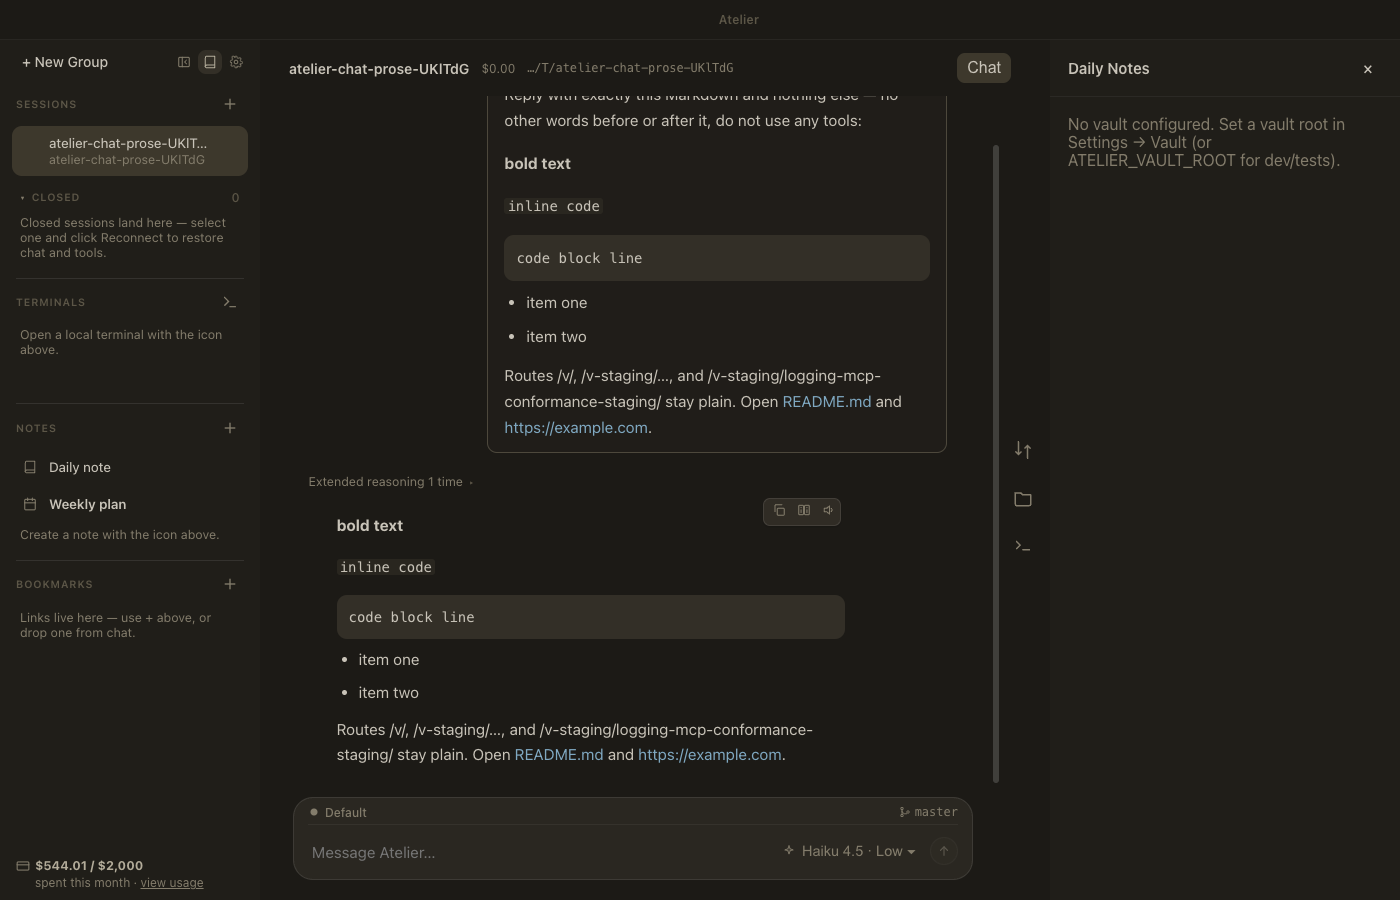 Atelier
+ New Group
SESSIONS
atelier-chat-prose-UKIT...
atelier-chat-prose-UKlTdG
CLOSED
0
Closed sessions land here — select
one and click Reconnect to restore
chat and tools.
TERMINALS
Open a local terminal with the icon
above.
NOTES
Daily note
Weekly plan
Create a note with the icon above.
BOOKMARKS
Links live here — use + above, or
drop one from chat.
$544.01 / $2,000
spent this month · view usage
atelier-chat-prose-UKlTdG $0.00 …/T/atelier-chat-prose-UKlTdG
Chat
Reply with exactly this Markdown and nothing else — no
other words before or after it, do not use any tools:
bold text
inline code
code block line
• item one
• item two
Routes /v/, /v-staging/..., and /v-staging/logging-mcp-
conformance-staging/ stay plain. Open README.md and
https://example.com.
Extended reasoning 1 time
bold text
inline code
code block line
• item one
• item two
Routes /v/, /v-staging/..., and /v-staging/logging-mcp-conformance-
staging/ stay plain. Open README.md and https://example.com.
Default
master
Message Atelier...
Haiku 4.5 · Low
Daily Notes
No vault configured. Set a vault root in
Settings → Vault (or
ATELIER_VAULT_ROOT for dev/tests).